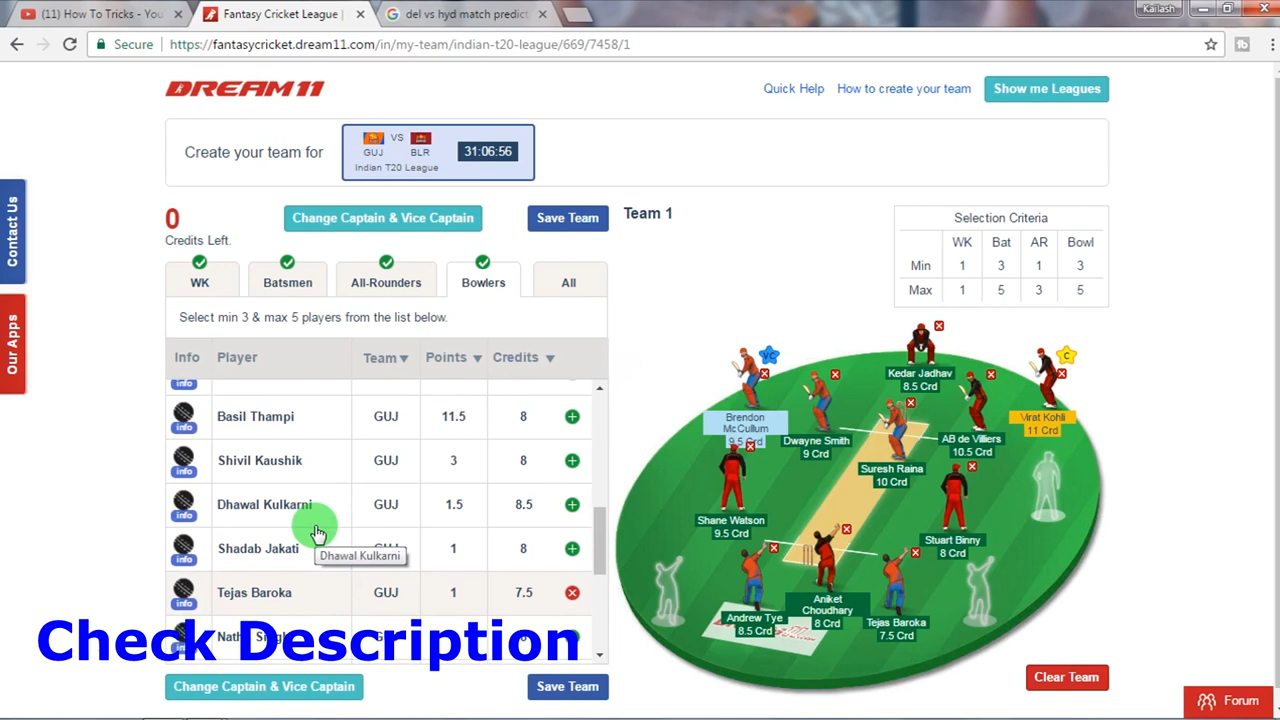 (11) How To Tricks - You
Fantasy Cricket League |
del vs hyd match predict
Kailash
Secure
https://fantasycricket.dream11.com/in/my-team/indian-t20-league/669/7458/1
DREAM11
Quick Help
How to create your team
Show me Leagues
Contact Us
Our Apps
Create your team for
GUJ VS BLR
Indian T20 League
31:06:56
0
Credits Left.
Change Captain & Vice Captain
Save Team
Team 1
Selection Criteria
WK Bat AR Bowl
Min 1 3 1 3
Max 1 5 3 5
WK
Batsmen
All-Rounders
Bowlers
All
Select min 3 & max 5 players from the list below.
Info Player Team Points Credits
info
Basil Thampi GUJ 11.5 8
info
Shivil Kaushik GUJ 3 8
info
Dhawal Kulkarni GUJ 1.5 8.5
info
Shadab Jakati 1 8
info
Dhawal Kulkarni
Tejas Baroka GUJ 1 7.5
info
Check Description
Change Captain & Vice Captain
Save Team
Kedar Jadhav
8.5 Crd
VC
Brendon
McCullum
9.5 Crd
Dwayne Smith
9 Crd
Suresh Raina
10 Crd
AB de Villiers
10.5 Crd
C
Virat Kohli
11 Crd
Shane Watson
9.5 Crd
Stuart Binny
8 Crd
Andrew Tye
8.5 Crd
Aniket
Choudhary
8 Crd
Tejas Baroka
7.5 Crd
Clear Team
Forum